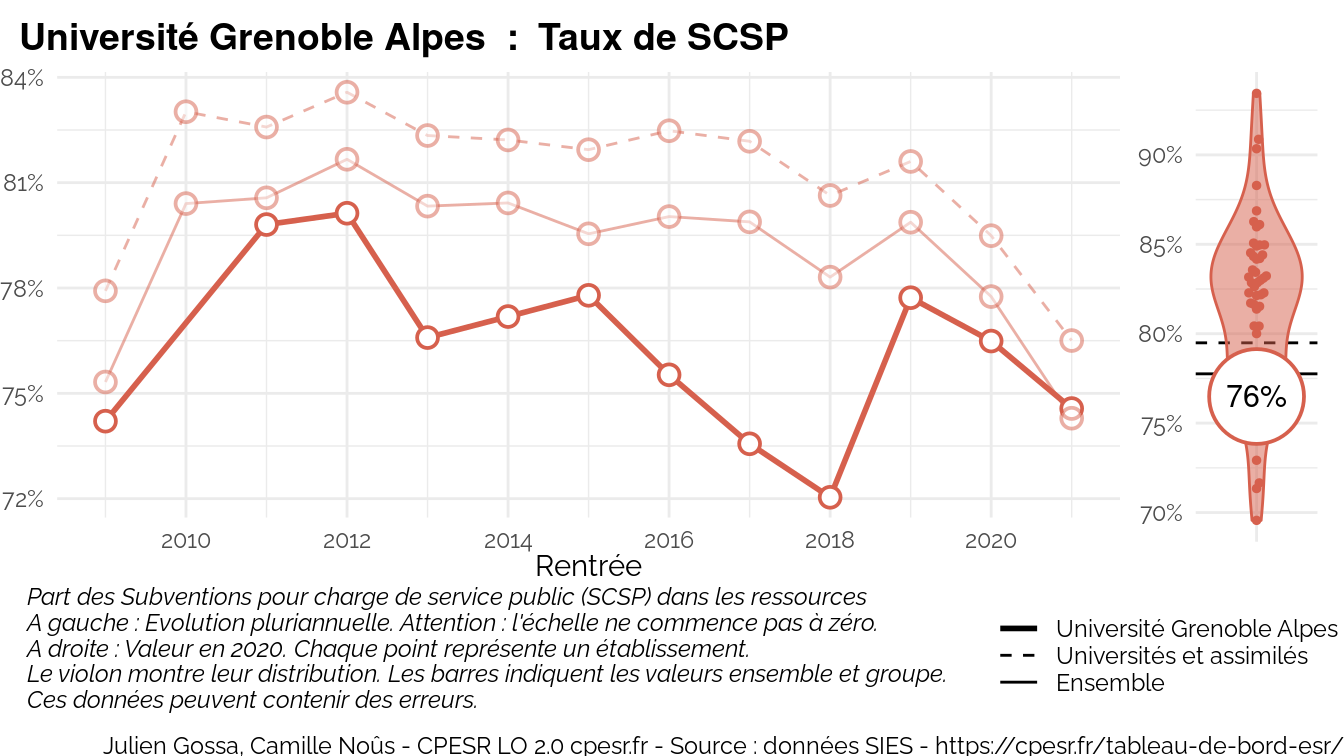 Université Grenoble Alpes : Taux de SCSP
84%
81%
78%
75%
72%
2010 2012 2014 2016 2018 2020
Rentrée
90%
85%
80%
75%
70%
76%
Part des Subventions pour charge de service public (SCSP) dans les ressources
A gauche : Evolution pluriannuelle. Attention : l'échelle ne commence pas à zéro.
A droite : Valeur en 2020. Chaque point représente un établissement.
Le violon montre leur distribution. Les barres indiquent les valeurs ensemble et groupe.
Ces données peuvent contenir des erreurs.
Université Grenoble Alpes
Universités et assimilés
Ensemble
Julien Gossa, Camille Noûs - CPESR LO 2.0 cpesr.fr - Source : données SIES - https://cpesr.fr/tableau-de-bord-esr/